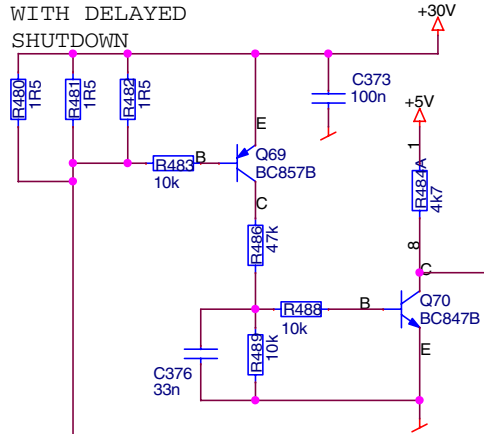 WITH DELAYED
SHUTDOWN
+30V
R480
1R5
R481
1R5
R482
1R5
C373
100n
+5V
E
Q69
BC857B
B
R483
10k
C
1
R484A
4k7
8
R486
47k
C
R488
10k
B
Q70
BC847B
R489
10k
C376
33n
E